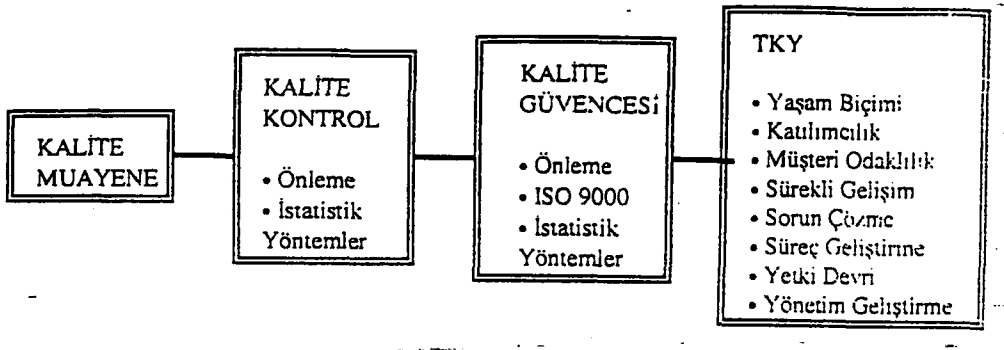 KALİTE
MUAYENE
KALİTE
KONTROL
• Önleme
• İstatistik
Yöntemler
KALİTE
GÜVENCESİ
• Önleme
• ISO 9000
• İstatistik
Yöntemler
TKY
• Yaşam Biçimi
• Katılımcılık
• Müşteri Odaklılık
• Sürekli Gelişim
• Sorun Çözme
• Süreç Geliştirme
• Yetki Devri
• Yönetim Geliştirme